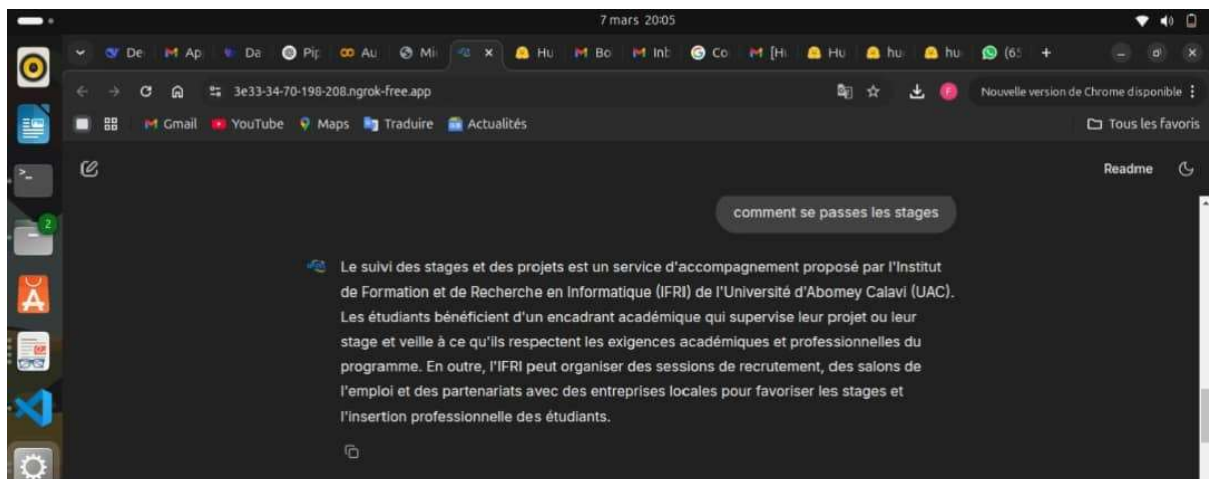 7 mars 20:05
De Ap Da Pip Au Mi Hu Bo Inb Co [H Hu hu hu (65
3e33-34-70-198-208.ngrok-free.app
F
Nouvelle version de Chrome disponible
Gmail YouTube Maps Traduire Actualités
Tous les favoris
Readme
2
comment se passes les stages
Le suivi des stages et des projets est un service d'accompagnement proposé par l'Institut
de Formation et de Recherche en Informatique (IFRI) de l'Université d'Abomey Calavi (UAC).
Les étudiants bénéficient d'un encadrant académique qui supervise leur projet ou leur
stage et veille à ce qu'ils respectent les exigences académiques et professionnelles du
programme. En outre, l'IFRI peut organiser des sessions de recrutement, des salons de
l'emploi et des partenariats avec des entreprises locales pour favoriser les stages et
l'insertion professionnelle des étudiants.